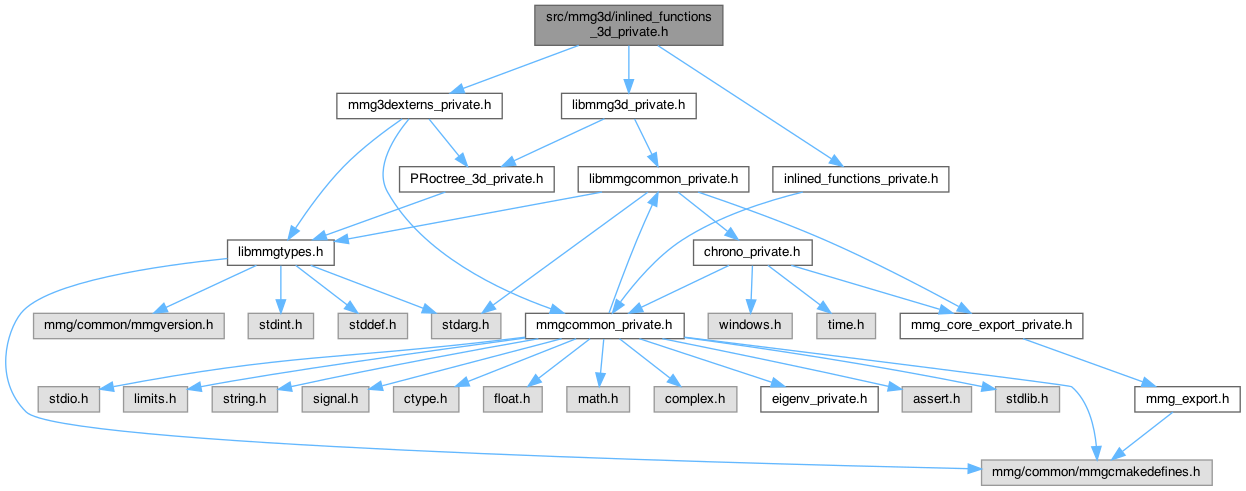 src/mmg3d/inlined_functions
_3d_private.h
mmg3dexterns_private.h
libmmg3d_private.h
PRoctree_3d_private.h
libmmgcommon_private.h
inlined_functions_private.h
libmmgtypes.h
chrono_private.h
mmg/common/mmgversion.h
stdint.h
stddef.h
stdarg.h
mmgcommon_private.h
windows.h
time.h
mmg_core_export_private.h
stdio.h
limits.h
string.h
signal.h
ctype.h
float.h
math.h
complex.h
eigenv_private.h
assert.h
stdlib.h
mmg_export.h
mmg/common/mmgcmakedefines.h